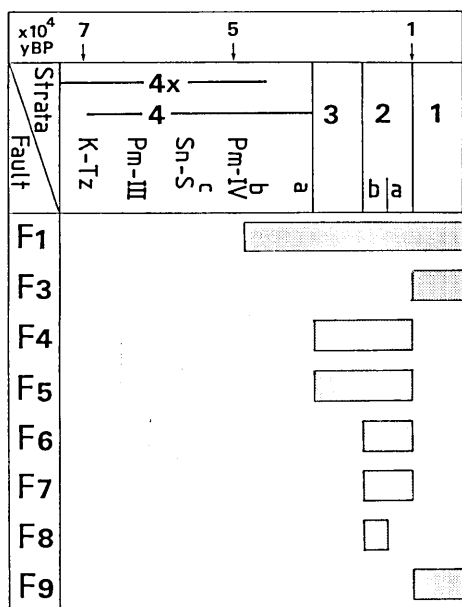 x10⁴ 7 5 1
yBP
Strata
Fault
4x
4 3 2 1
K-Tz Pm-III Sn-S c Pm-IV b a b a
F1
F3
F4
F5
F6
F7
F8
F9